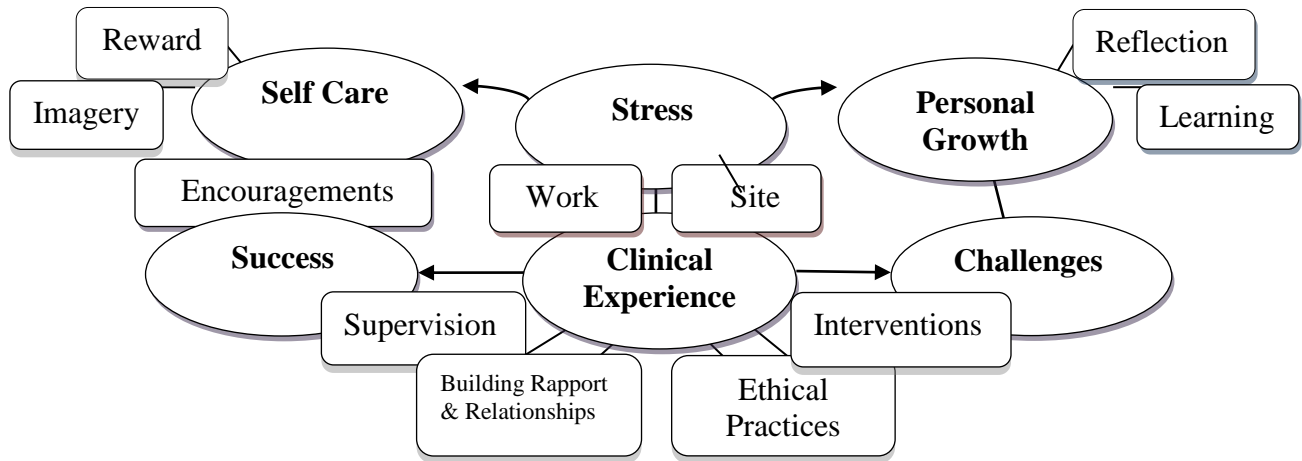 Reward
Reflection
Imagery
Self Care
Stress
Personal
Growth
Learning
Encouragements
Work
Site
Success
Clinical
Experience
Challenges
Supervision
Interventions
Building Rapport
& Relationships
Ethical
Practices